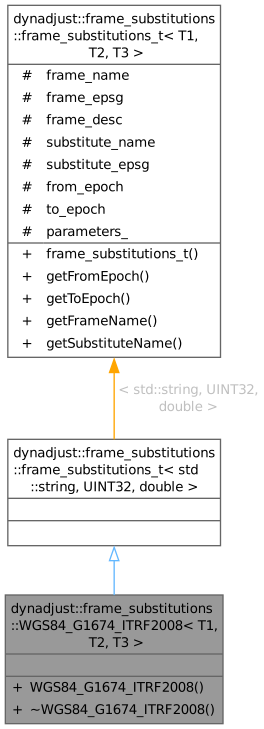 dynadjust::frame_substitutions
::frame_substitutions_t< T1,
T2, T3 >
# frame_name
# frame_epsg
# frame_desc
# substitute_name
# substitute_epsg
# from_epoch
# to_epoch
# parameters_
+ frame_substitutions_t()
+ getFromEpoch()
+ getToEpoch()
+ getFrameName()
+ getSubstituteName()
< std::string, UINT32,
double >
dynadjust::frame_substitutions
::frame_substitutions_t< std
::string, UINT32, double >
dynadjust::frame_substitutions
::WGS84_G1674_ITRF2008< T1,
T2, T3 >
+ WGS84_G1674_ITRF2008()
+ ~WGS84_G1674_ITRF2008()